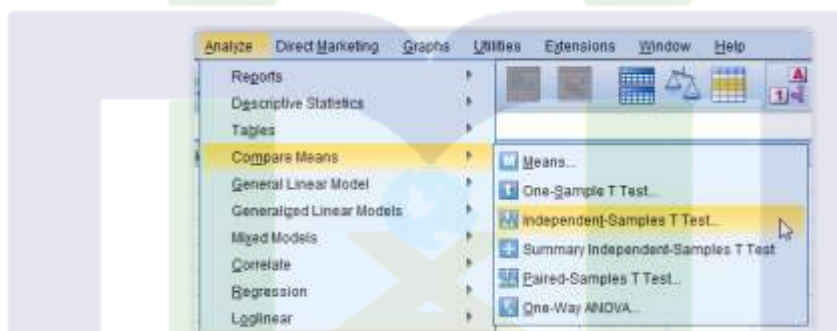 Analyze Direct Marketing Graphs Utilities Extensions Window Help
Reports
Descriptive Statistics
Tables
Compare Means
General Linear Model
Generalized Linear Models
Mixed Models
Correlate
Regression
Loglinear
Means...
One-Sample T Test...
Independent-Samples T Test...
Summary Independent-Samples T Test
Paired-Samples T Test...
One-Way ANOVA...